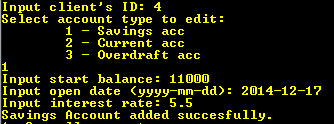 Input client's ID: 4
Select account type to edit:
1 - Savings acc
2 - Current acc
3 - Overdraft acc
1
Input start balance: 11000
Input open date (yyyy-mm-dd): 2014-12-17
Input interest rate: 5.5
Savings Account added succesfully.